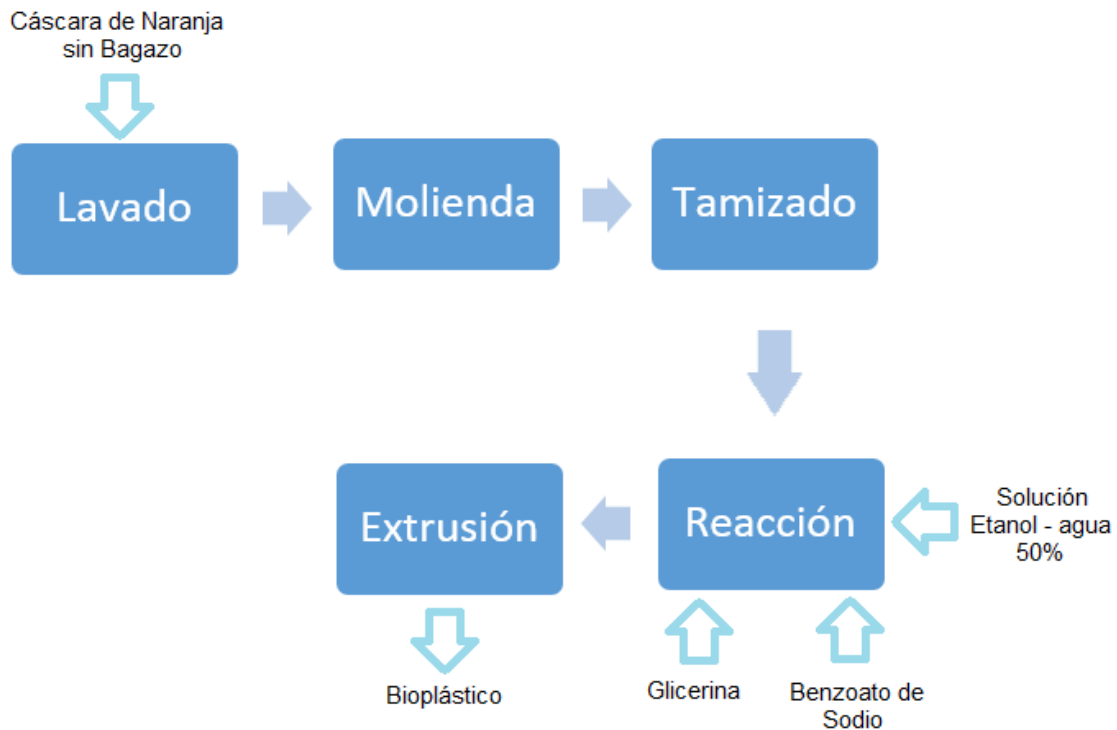 Cáscara de Naranja
sin Bagazo
Lavado
Molienda
Tamizado
Extrusión
Reacción
Solución
Etanol - agua
50%
Bioplástico
Glicerina
Benzoato de
Sodio